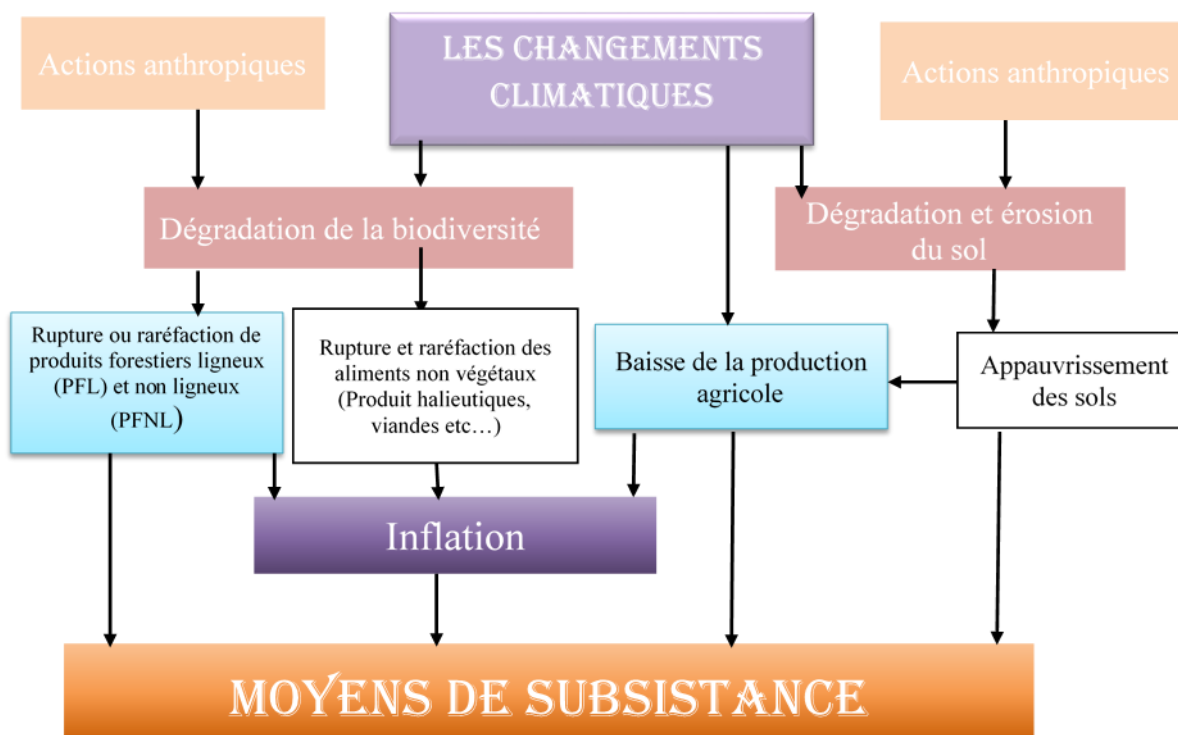 Actions anthropiques
LES CHANGEMENTS
CLIMATIQUES
Actions anthropiques
Dégradation de la biodiversité
Dégradation et érosion
du sol
Rupture ou raréfaction de
produits forestiers ligneux
(PFL) et non ligneux
(PFNL)
Rupture et raréfaction des
aliments non végétaux
(Produit halieutiques,
viandes etc…)
Baisse de la production
agricole
Appauvrissement
des sols
Inflation
MOYENS DE SUBSISTANCE